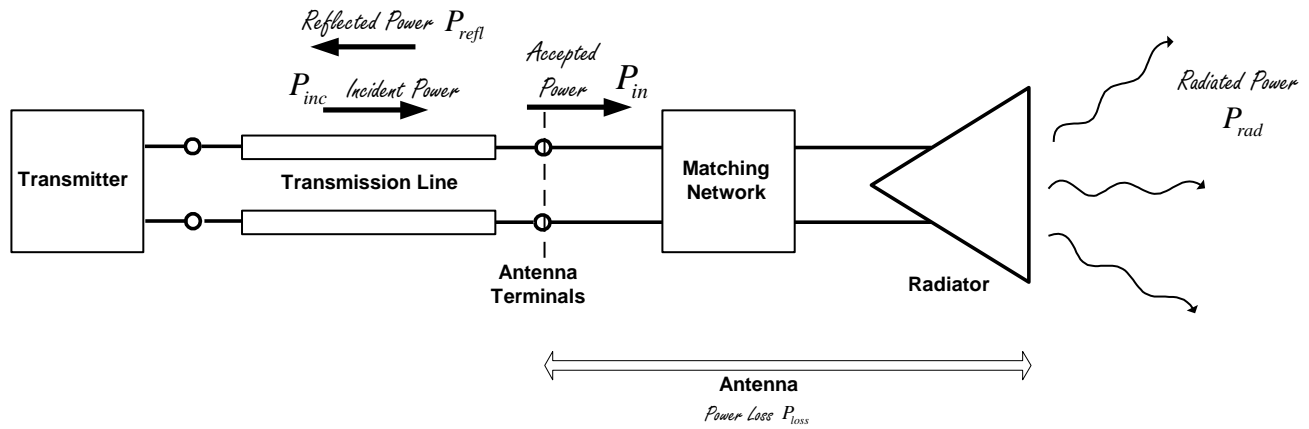 Reflected Power P_refl
P_inc Incident Power
Accepted
Power
P_in
Radiated Power
P_rad
Transmitter
Transmission Line
Matching
Network
Antenna
Terminals
Radiator
Antenna
Power Loss P_loss